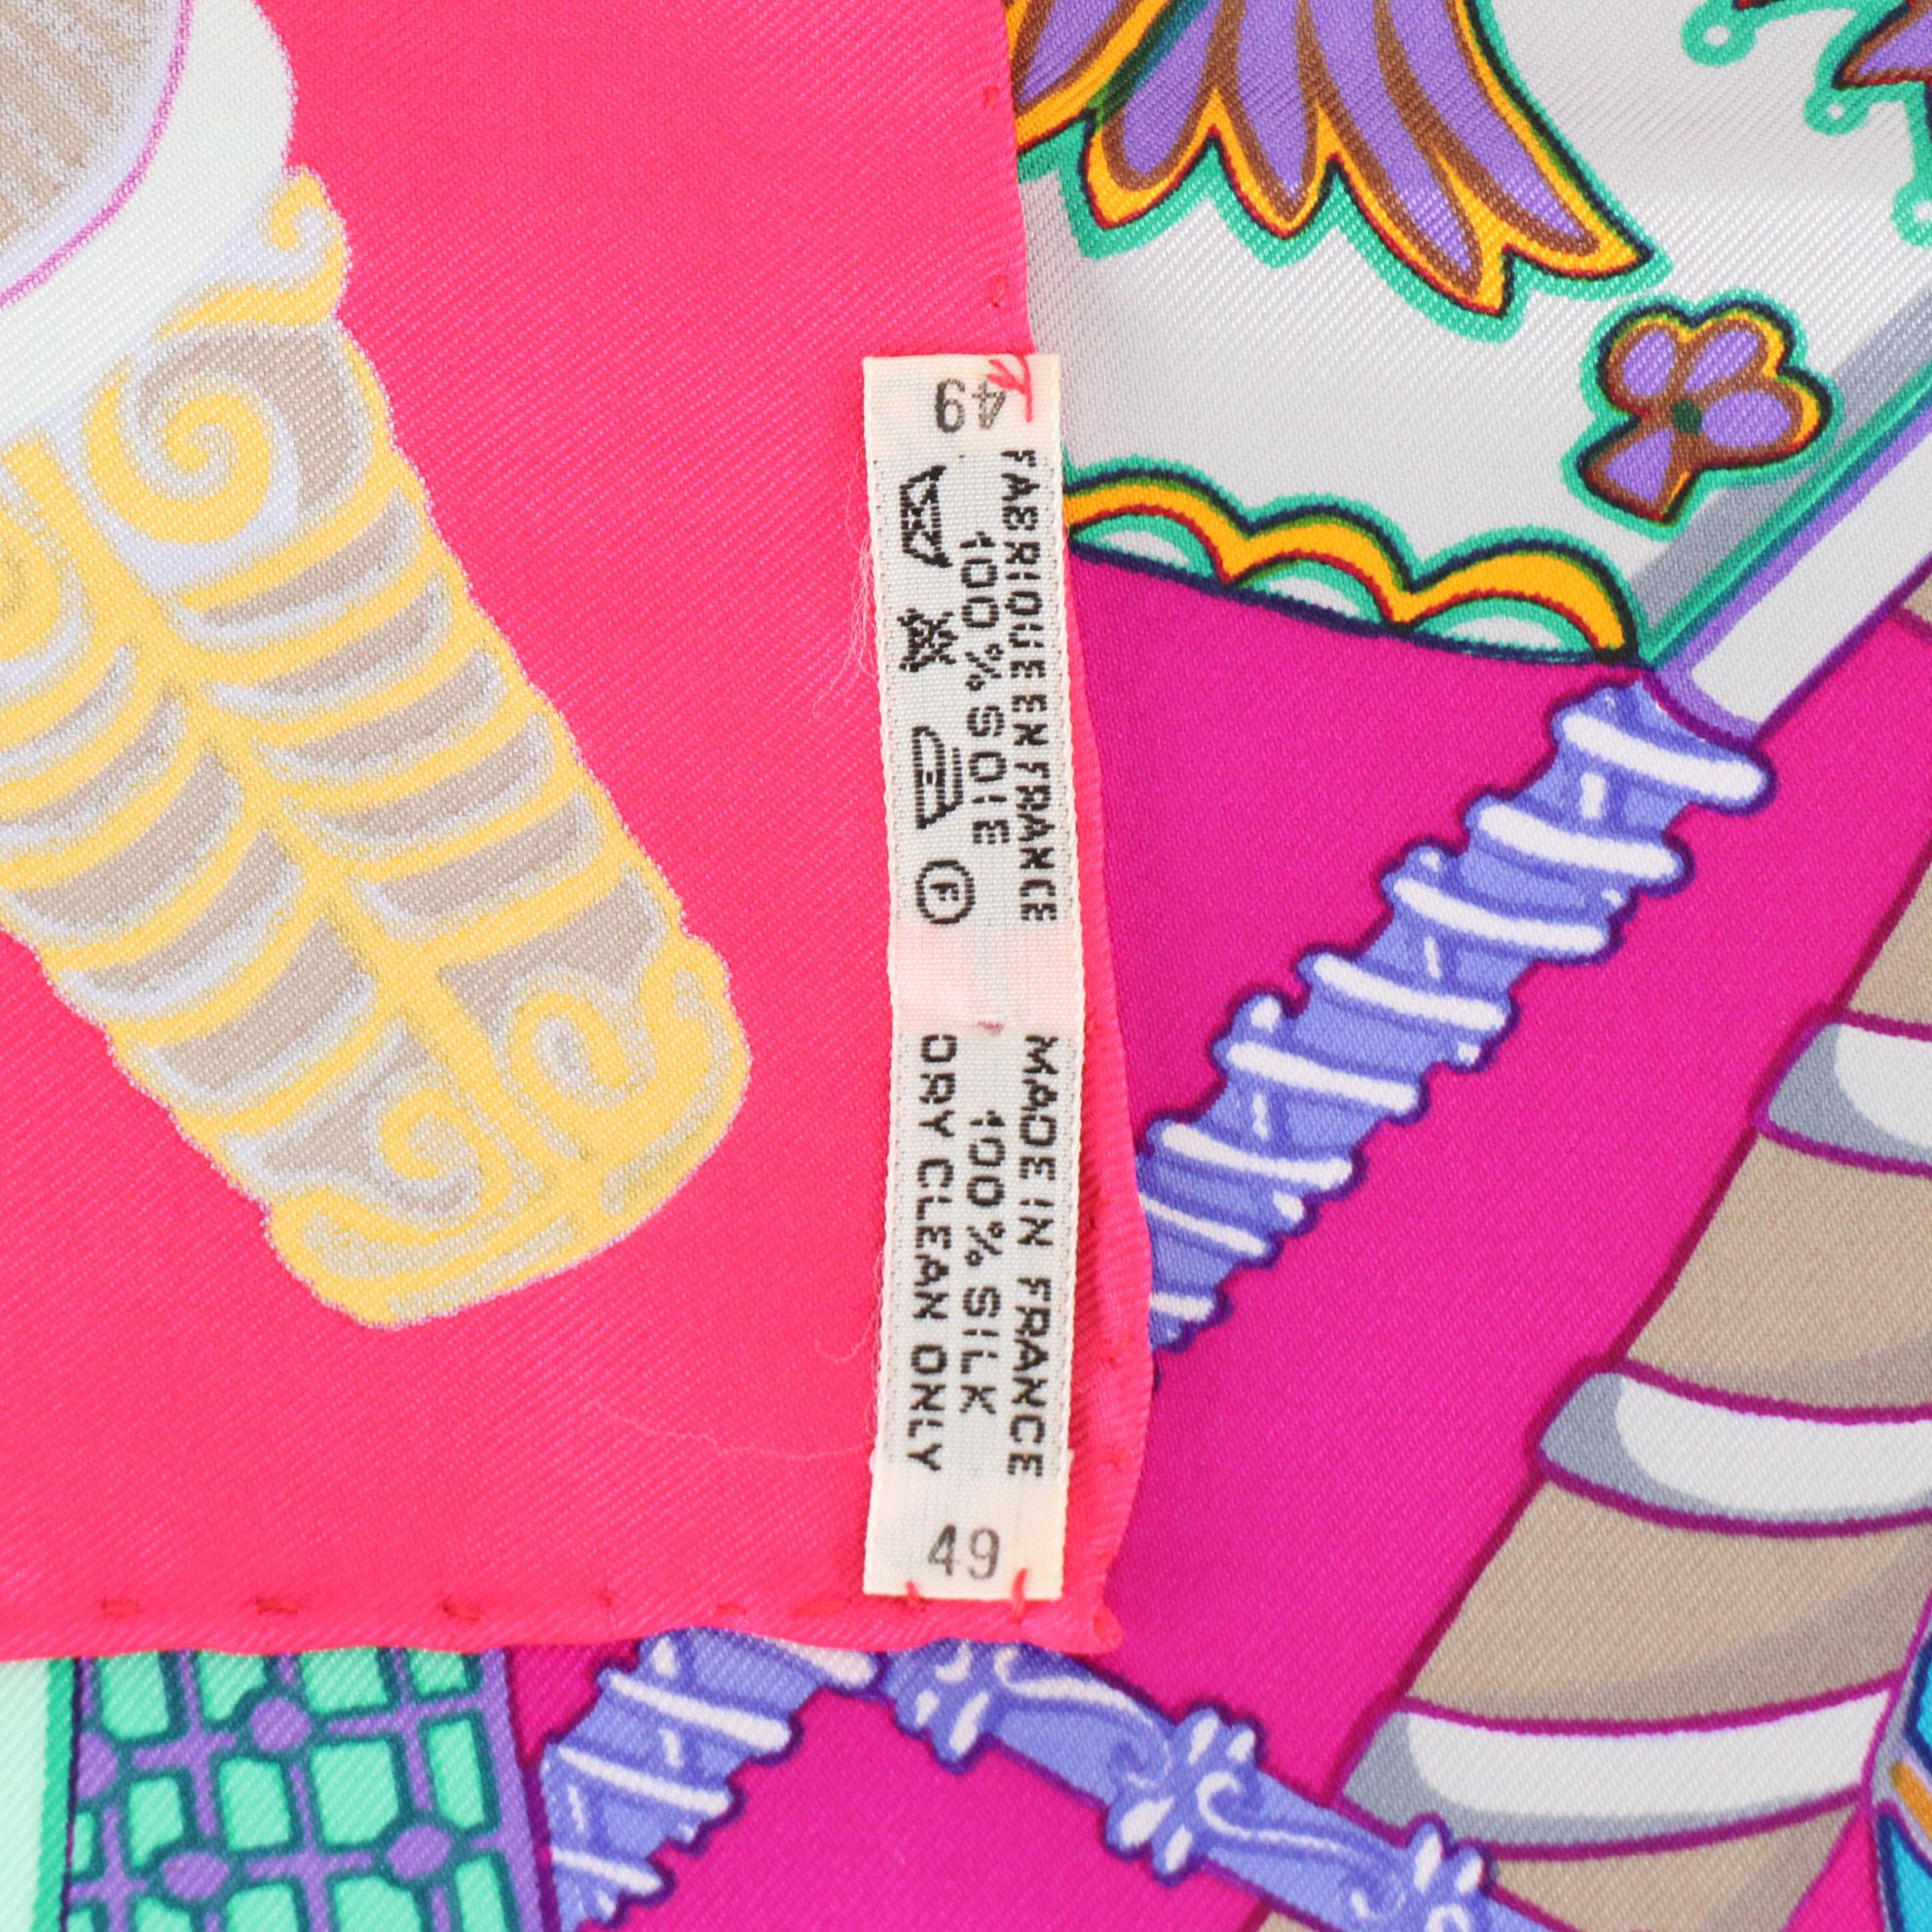 49
FABRIQUE EN FRANCE
100 % SOIE
F
MADE IN FRANCE
100 % SILK
DRY CLEAN ONLY
49